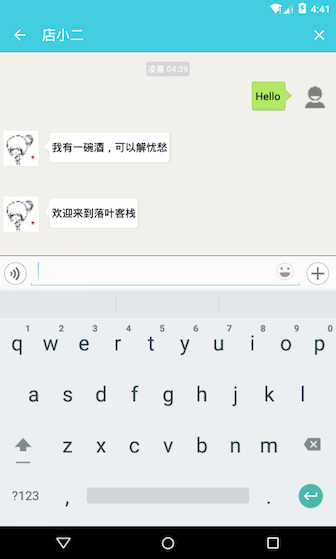 4:41
店小二
凌晨 04:39
Hello
我有一碗酒，可以解忧愁
欢迎来到落叶客栈
1 2 3 4 5 6 7 8 9 0
q w e r t y u i o p
a s d f g h j k l
z x c v b n m
?123 , .